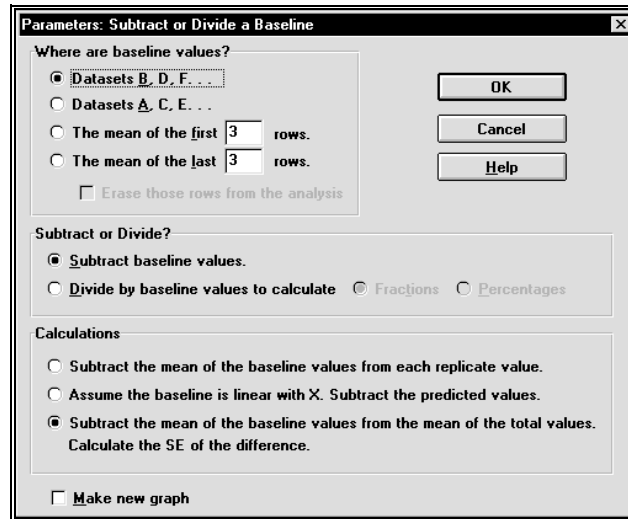 Parameters: Subtract or Divide a Baseline
Where are baseline values?
Datasets B, D, F. . .
Datasets A, C, E. . .
The mean of the first 3 rows.
The mean of the last 3 rows.
Erase those rows from the analysis
OK
Cancel
Help
Subtract or Divide?
Subtract baseline values.
Divide by baseline values to calculate Fractions Percentages
Calculations
Subtract the mean of the baseline values from each replicate value.
Assume the baseline is linear with X. Subtract the predicted values.
Subtract the mean of the baseline values from the mean of the total values.
Calculate the SE of the difference.
Make new graph